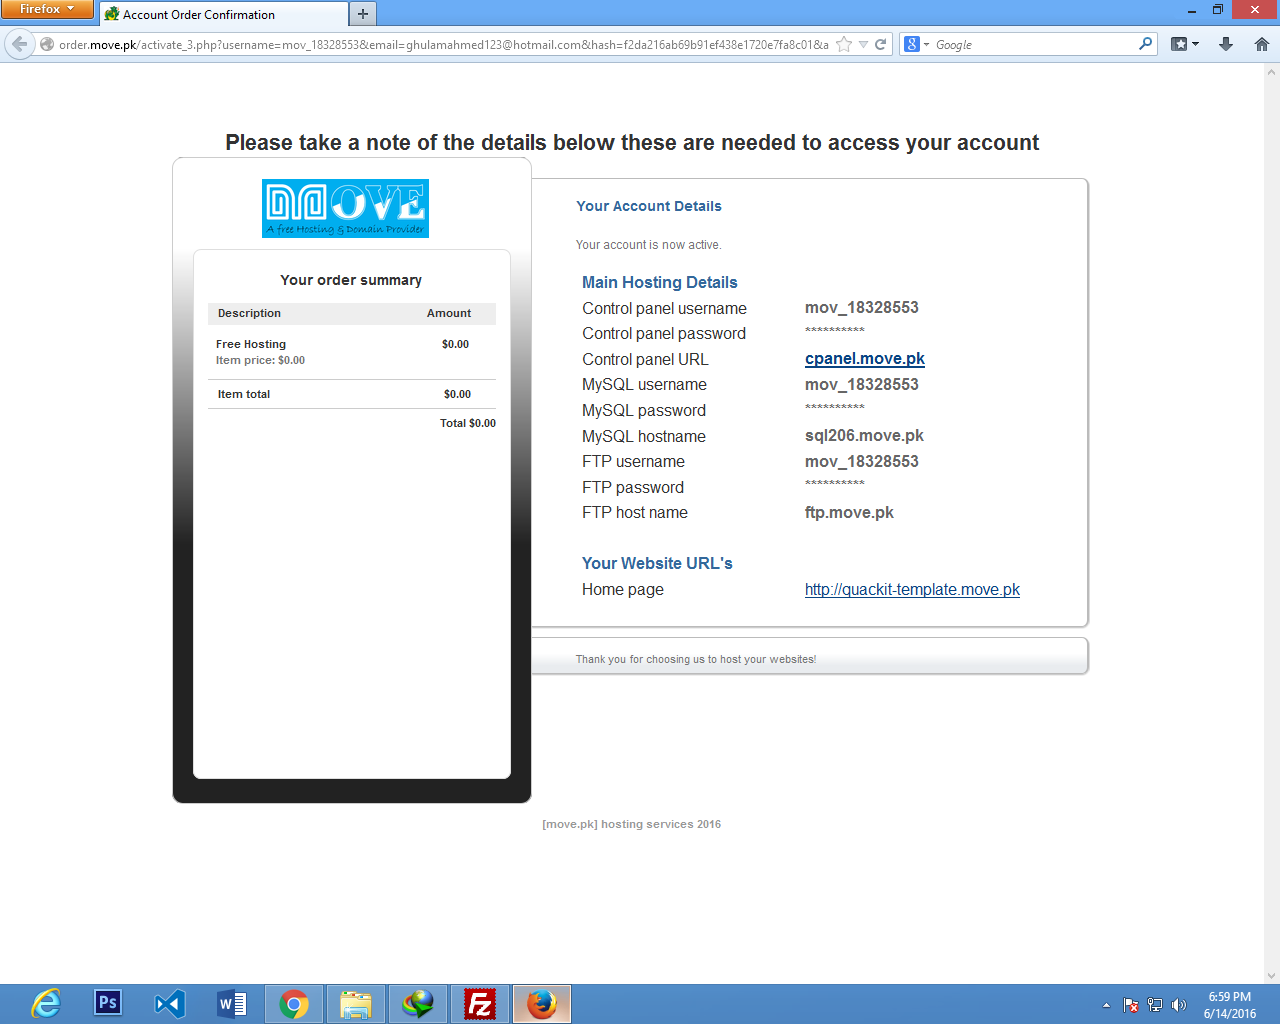 Firefox
Account Order Confirmation
order.move.pk/activate_3.php?username=mov_18328553&email=ghulamahmed123@hotmail.com&hash=f2da216ab69b91ef438e1720e7fa8c01&a
Google
Please take a note of the details below these are needed to access your account
MOVE
A free Hosting & Domain Provider
Your order summary
Description Amount
Free Hosting $0.00
Item price: $0.00
Item total $0.00
Total $0.00
Your Account Details
Your account is now active.
Main Hosting Details
Control panel username mov_18328553
Control panel password **********
Control panel URL cpanel.move.pk
MySQL username mov_18328553
MySQL password **********
MySQL hostname sql206.move.pk
FTP username mov_18328553
FTP password **********
FTP host name ftp.move.pk
Your Website URL's
Home page http://quackit-template.move.pk
Thank you for choosing us to host your websites!
[move.pk] hosting services 2016
Ps
6:59 PM
6/14/2016